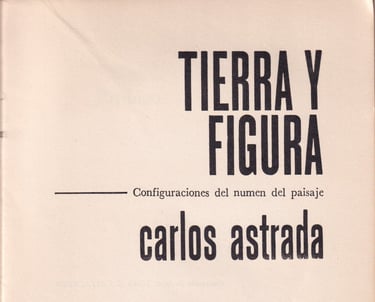 TIERRA Y
FIGURA
Configuraciones del numen del paisaje
carlos astrada